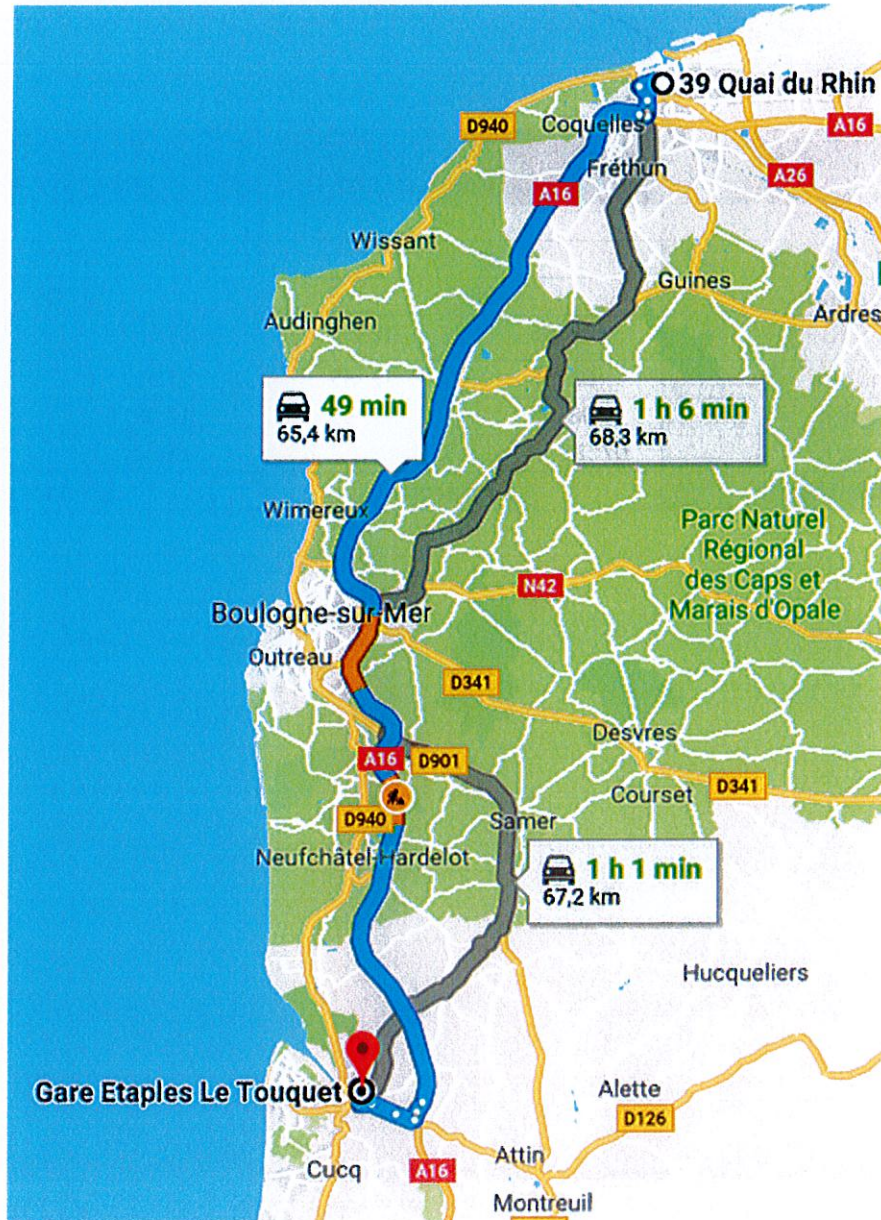 39 Quai du Rhin
D940
Coquelles
A16
Fréthun
A26
A16
Wissant
Guines
Audinghen
Ardres
49 min
65,4 km
1 h 6 min
68,3 km
Wimereux
Parc Naturel
Régional
des Caps et
Marais d'Opale
N42
Boulogne-sur-Mer
Outreau
D341
Desvres
A16
D901
D341
Courset
D940
Samer
Neufchâtel-Hardelot
1 h 1 min
67,2 km
Hucqueliers
Gare Etaples Le Touquet
Alette
D126
Attin
Cucq
A16
Montreuil